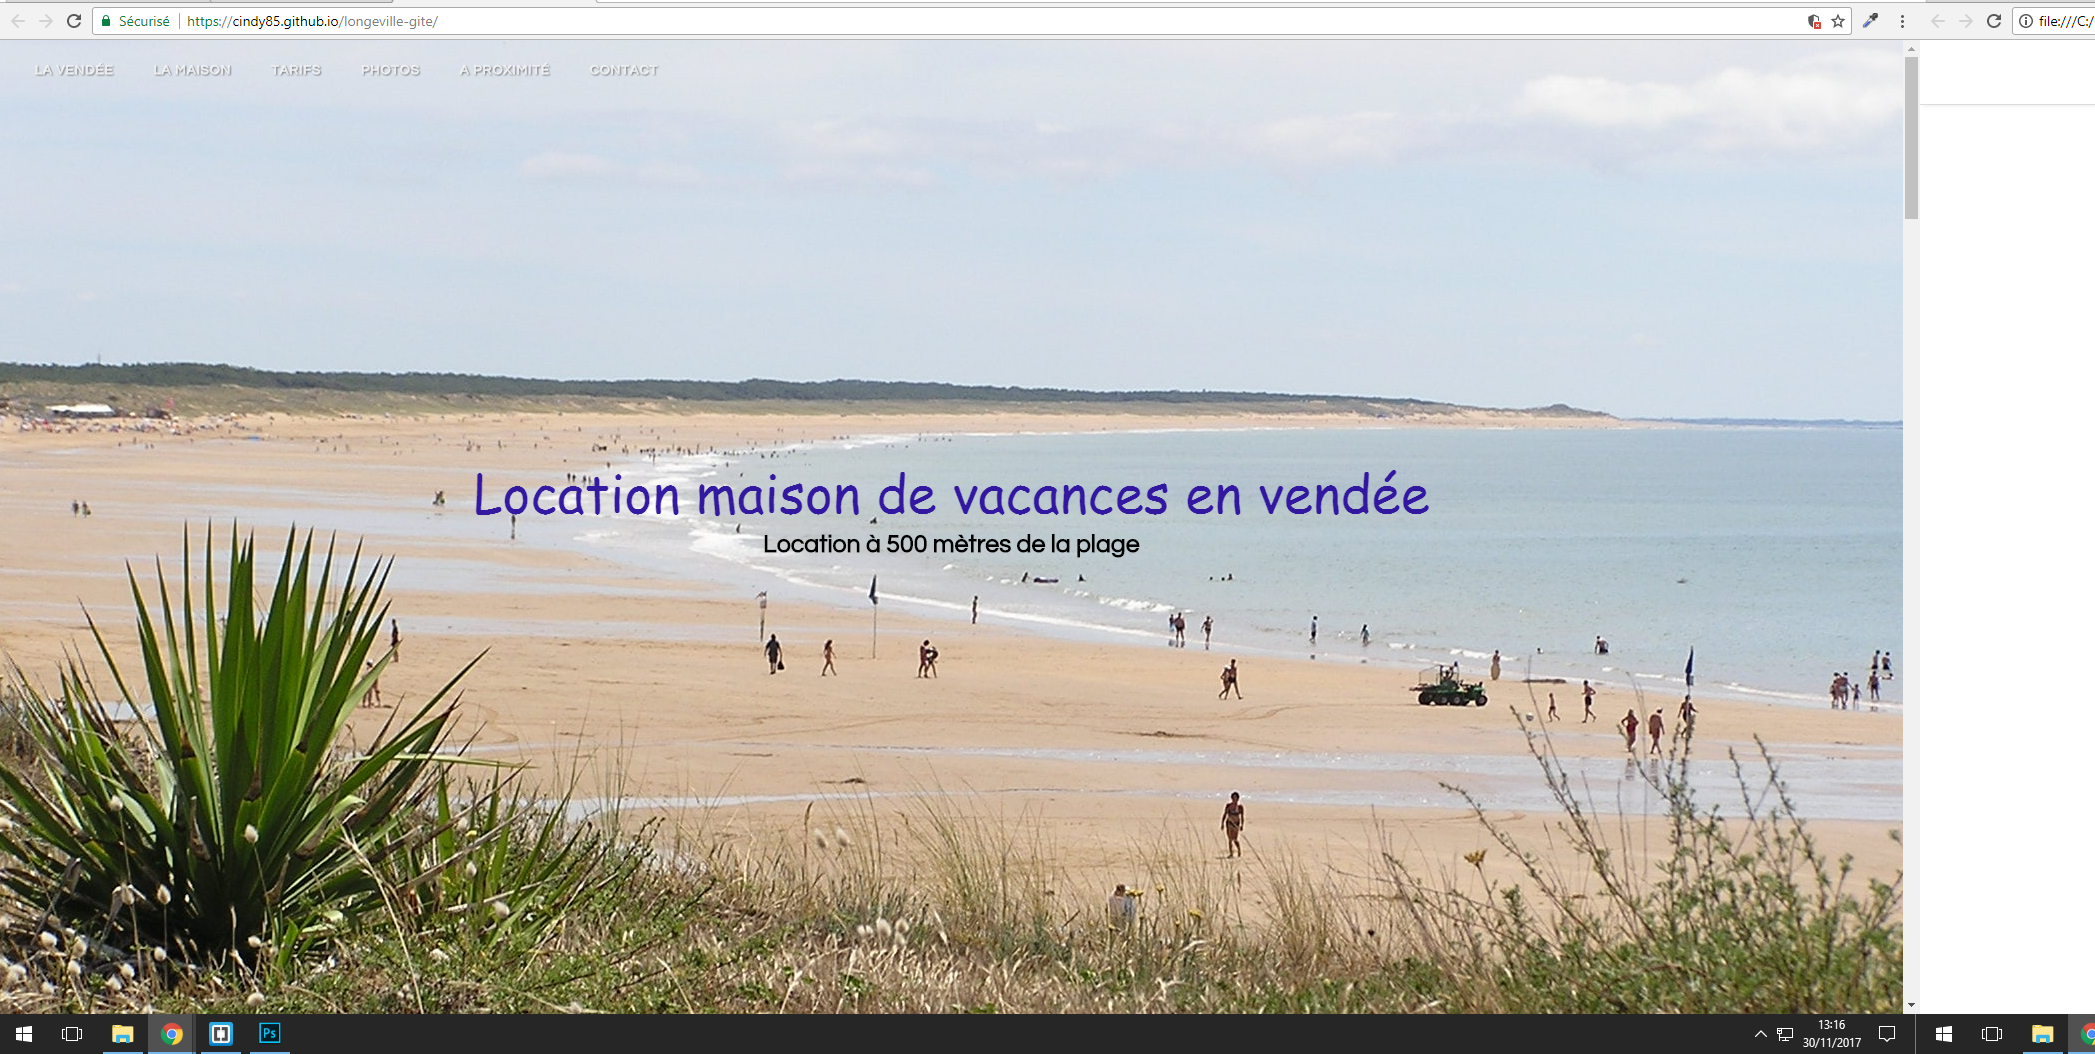 Sécurisé https://cindy85.github.io/longeville-gite/
file:///C:/
LA VENDÉE LA MAISON TARIFS PHOTOS A PROXIMITÉ CONTACT
Location maison de vacances en vendée
Location à 500 mètres de la plage
Ps
13:16
30/11/2017